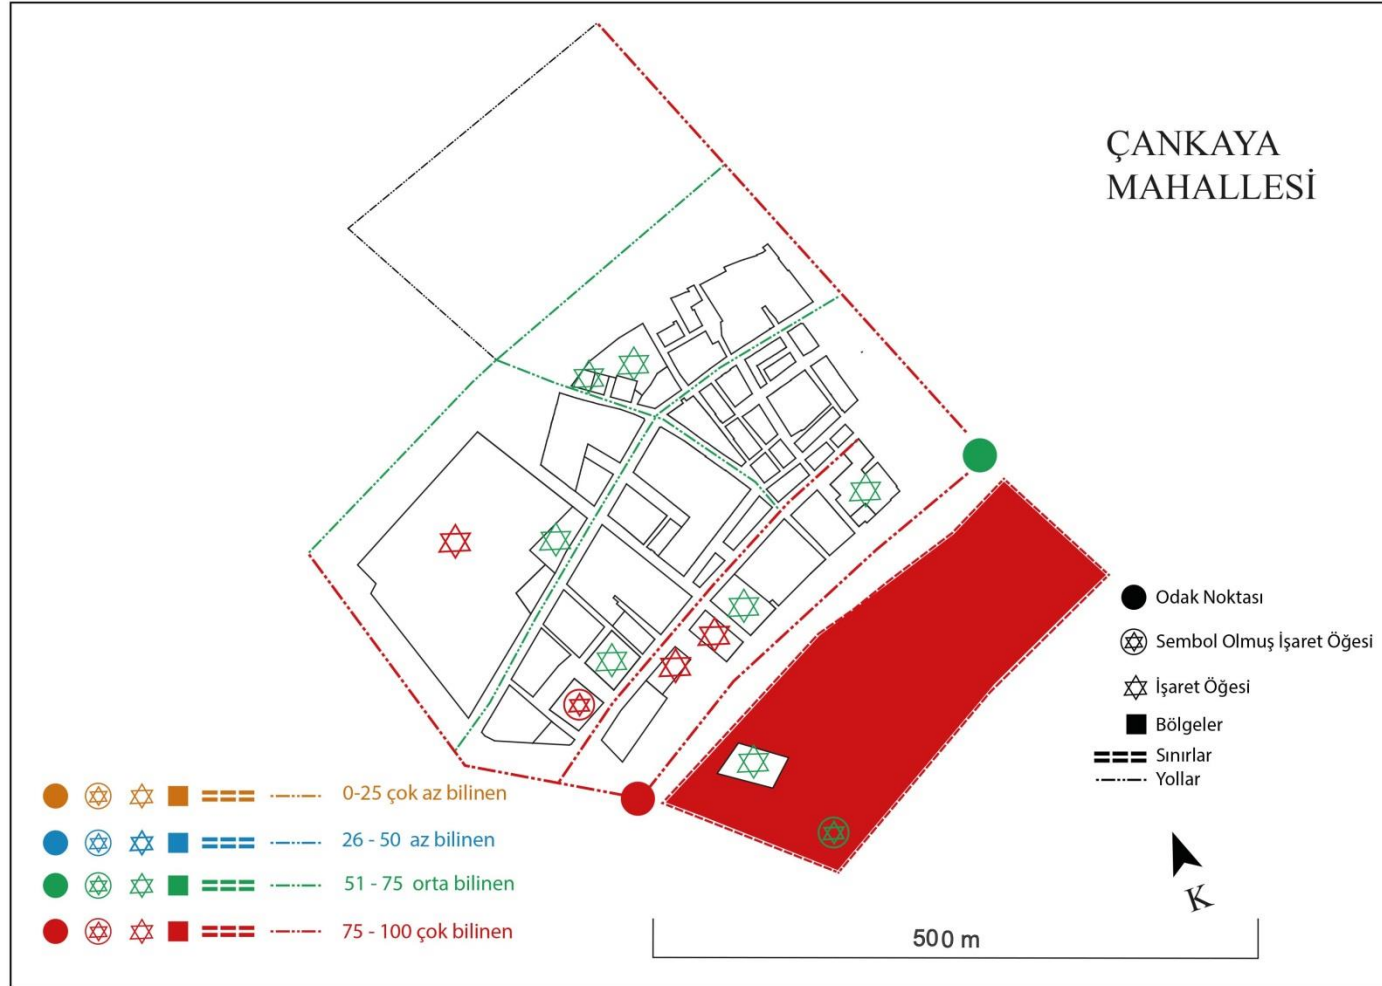 ÇANKAYA
MAHALLESİ
Odak Noktası
Sembol Olmuş İşaret Öğesi
İşaret Öğesi
Bölgeler
Sınırlar
Yollar
0-25 çok az bilinen
26 - 50 az bilinen
51 - 75 orta bilinen
75 - 100 çok bilinen
K
500 m